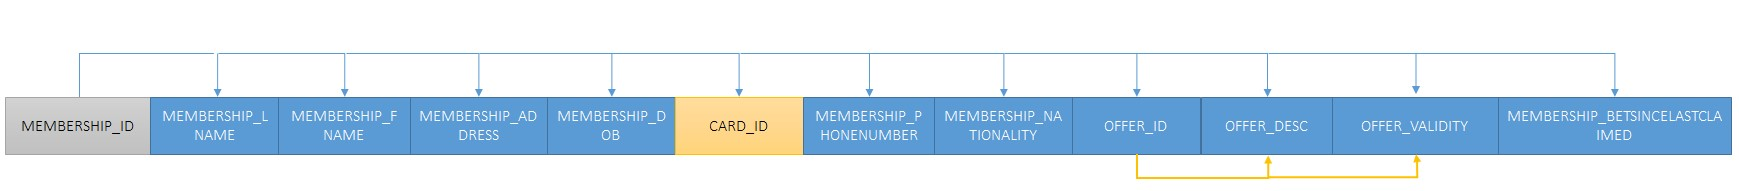 MEMBERSHIP_ID
MEMBERSHIP_L
NAME
MEMBERSHIP_F
NAME
MEMBERSHIP_AD
DRESS
MEMBERSHIP_D
OB
CARD_ID
MEMBERSHIP_P
HONENUMBER
MEMBERSHIP_NA
TIONALITY
OFFER_ID
OFFER_DESC
OFFER_VALIDITY
MEMBERSHIP_BETSINCELASTCLA
IMED